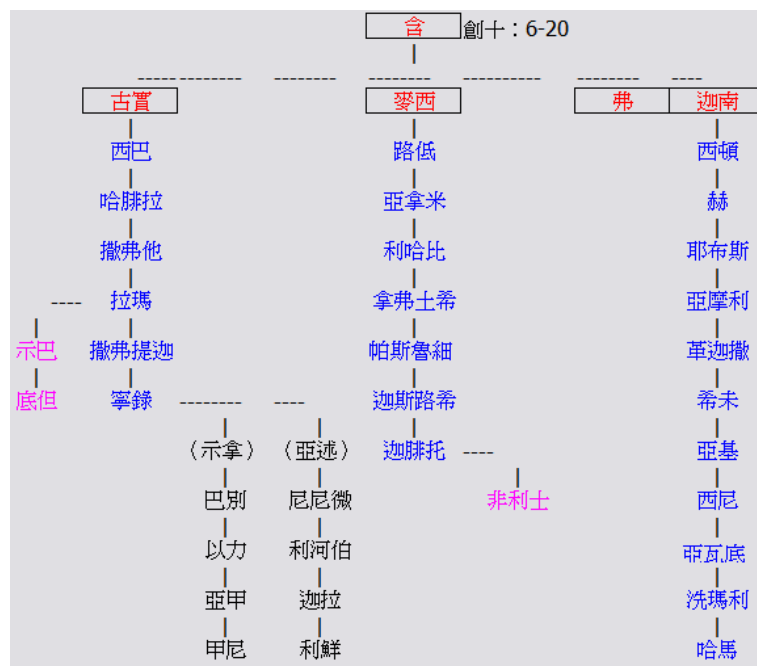 含 創十：6-20
古實 麥西 弗 迦南
西巴 路低 西頓
哈腓拉 亞拿米 赫
撒弗他 利哈比 耶布斯
拉瑪 拿弗土希 亞摩利
示巴 撒弗提迦 帕斯魯細 革迦撒
底但 寧錄 迦斯路希 希未
（示拿） （亞述） 迦腓托 亞基
巴別 尼尼微 非利士 西尼
以力 利河伯 亞瓦底
亞甲 迦拉 洗瑪利
甲尼 利鮮 哈馬